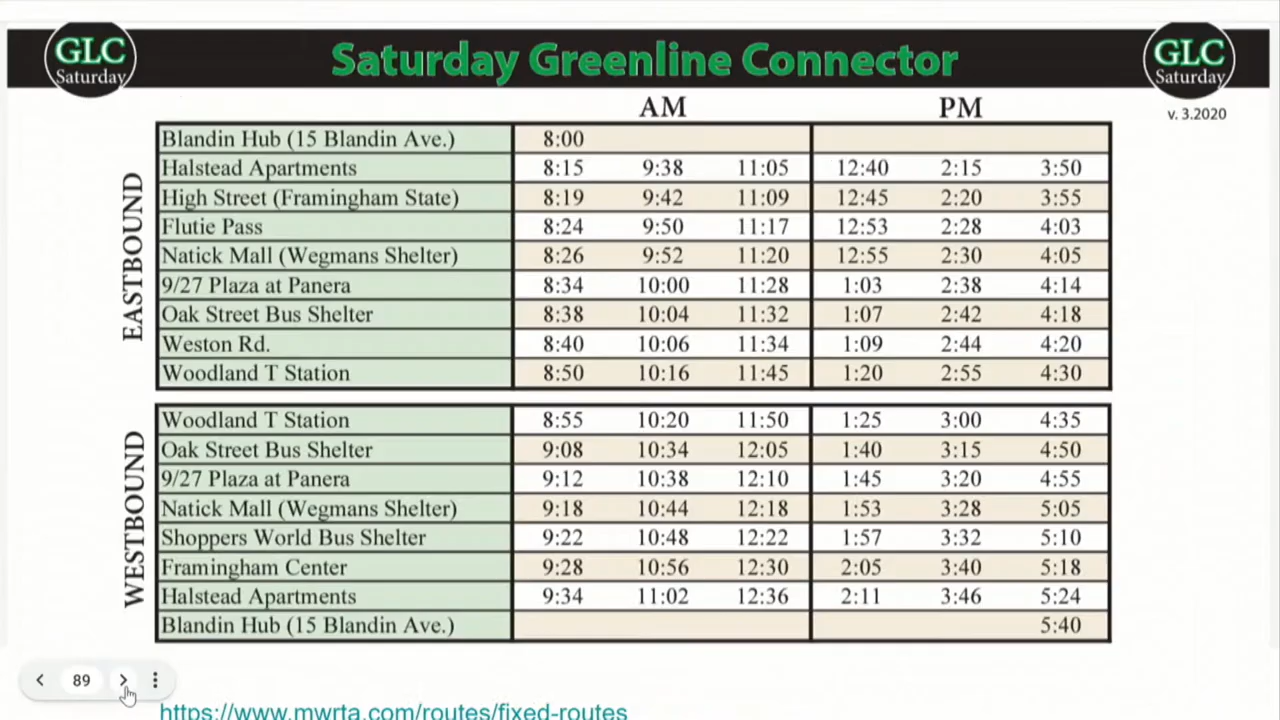 GLC
Saturday
Saturday Greenline Connector
GLC
Saturday
v. 3.2020
AM PM
EASTBOUND
Blandin Hub (15 Blandin Ave.) 8:00
Halstead Apartments 8:15 9:38 11:05 12:40 2:15 3:50
High Street (Framingham State) 8:19 9:42 11:09 12:45 2:20 3:55
Flutie Pass 8:24 9:50 11:17 12:53 2:28 4:03
Natick Mall (Wegmans Shelter) 8:26 9:52 11:20 12:55 2:30 4:05
9/27 Plaza at Panera 8:34 10:00 11:28 1:03 2:38 4:14
Oak Street Bus Shelter 8:38 10:04 11:32 1:07 2:42 4:18
Weston Rd. 8:40 10:06 11:34 1:09 2:44 4:20
Woodland T Station 8:50 10:16 11:45 1:20 2:55 4:30
WESTBOUND
Woodland T Station 8:55 10:20 11:50 1:25 3:00 4:35
Oak Street Bus Shelter 9:08 10:34 12:05 1:40 3:15 4:50
9/27 Plaza at Panera 9:12 10:38 12:10 1:45 3:20 4:55
Natick Mall (Wegmans Shelter) 9:18 10:44 12:18 1:53 3:28 5:05
Shoppers World Bus Shelter 9:22 10:48 12:22 1:57 3:32 5:10
Framingham Center 9:28 10:56 12:30 2:05 3:40 5:18
Halstead Apartments 9:34 11:02 12:36 2:11 3:46 5:24
Blandin Hub (15 Blandin Ave.) 5:40
89
https://www.mwrta.com/routes/fixed-routes